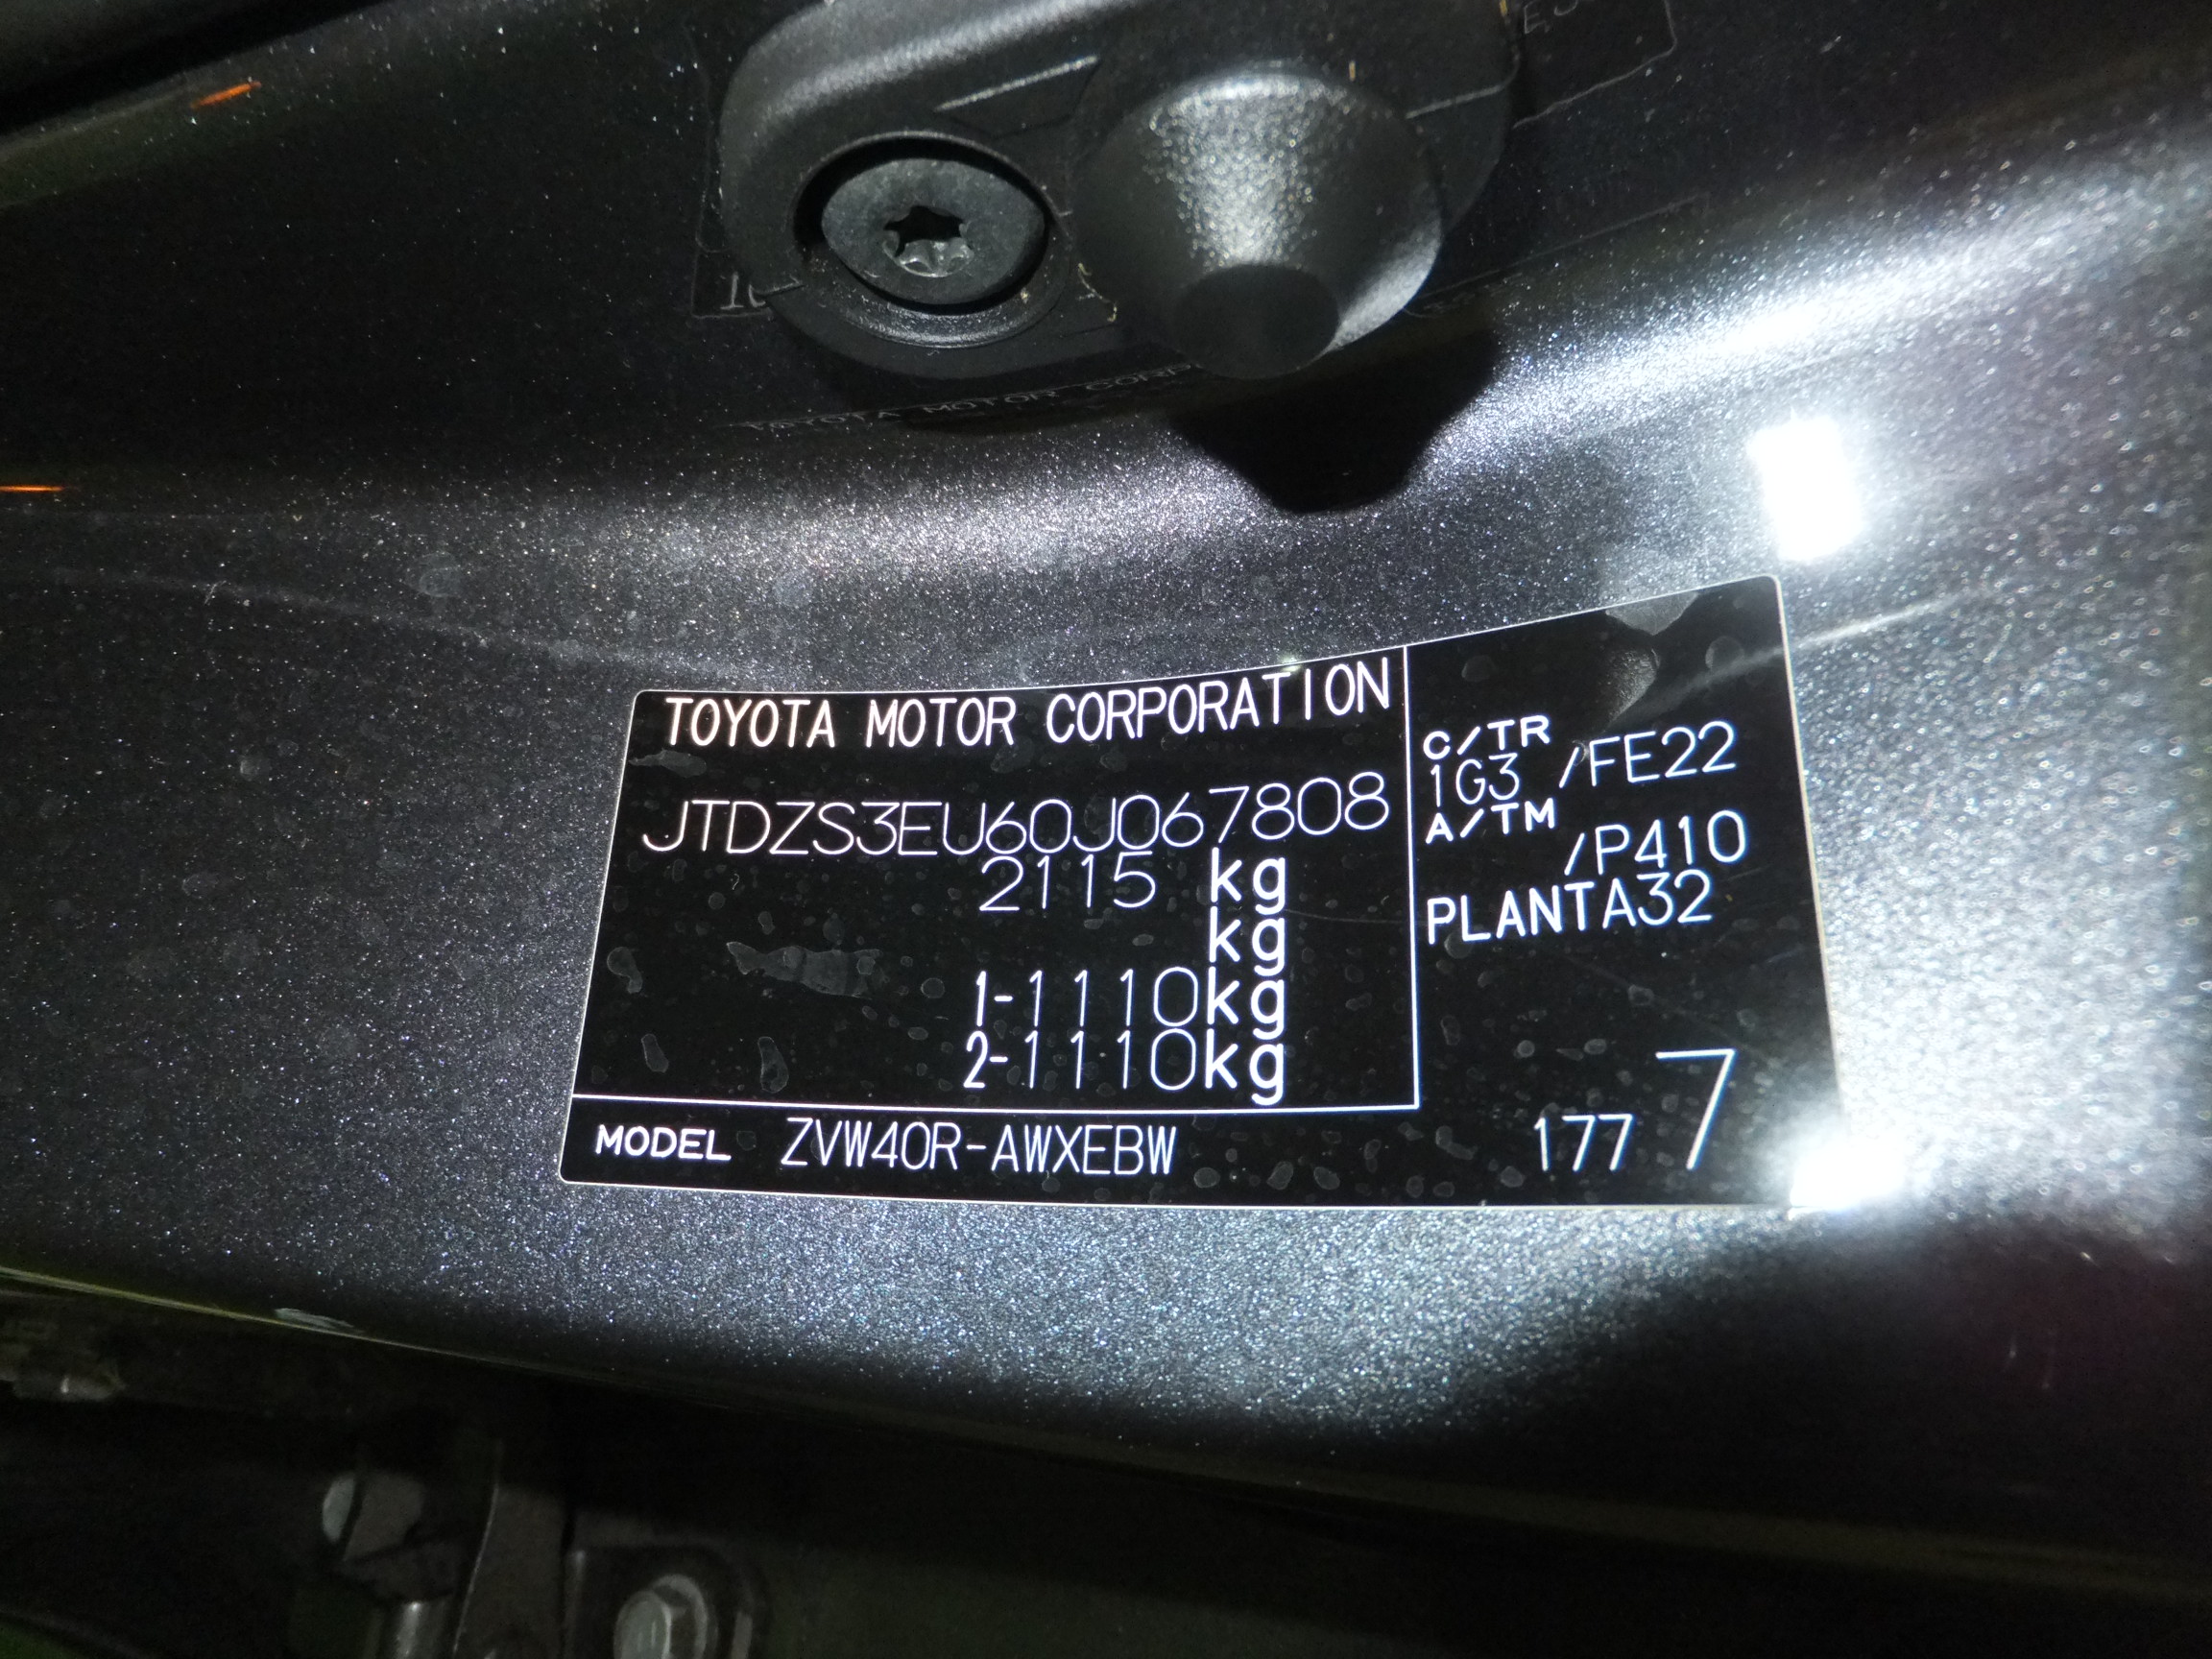 TOYOTA MOTOR CORPORATION
JTDZS3EU60J067808
2115 kg
kg
1-1110kg
2-1110kg
MODEL ZVW40R-AWXEBW
C/TR
1G3 /FE22
A/TM
/P410
PLANTA32
177 7